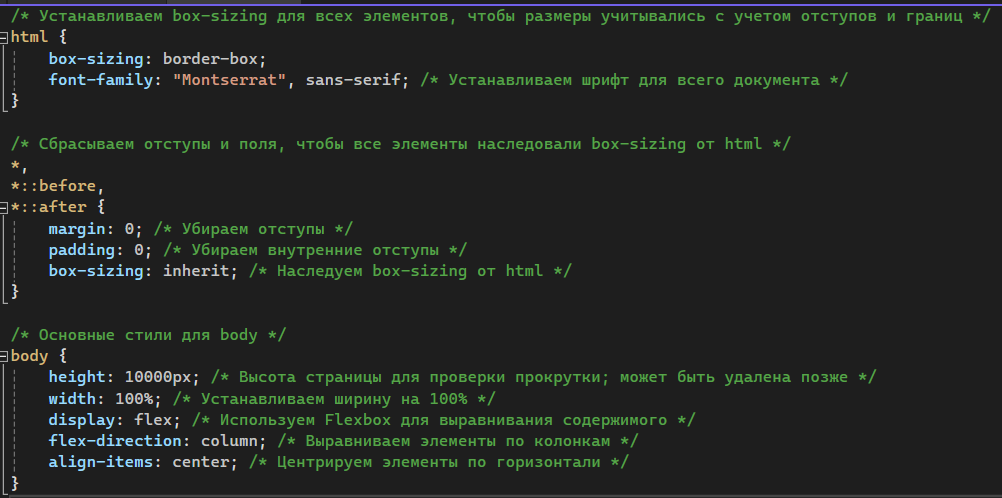 /* Устанавливаем box-sizing для всех элементов, чтобы размеры учитывались с учетом отступов и границ */
html {
    box-sizing: border-box;
    font-family: "Montserrat", sans-serif; /* Устанавливаем шрифт для всего документа */
}

/* Сбрасываем отступы и поля, чтобы все элементы наследовали box-sizing от html */
*,
*::before,
*::after {
    margin: 0; /* Убираем отступы */
    padding: 0; /* Убираем внутренние отступы */
    box-sizing: inherit; /* Наследуем box-sizing от html */
}

/* Основные стили для body */
body {
    height: 10000px; /* Высота страницы для проверки прокрутки; может быть удалена позже */
    width: 100%; /* Устанавливаем ширину на 100% */
    display: flex; /* Используем Flexbox для выравнивания содержимого */
    flex-direction: column; /* Выравниваем элементы по колонкам */
    align-items: center; /* Центрируем элементы по горизонтали */
}